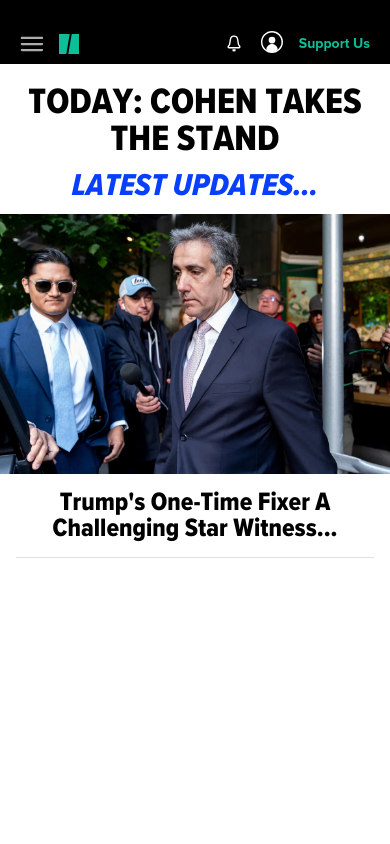 Support Us
TODAY: COHEN TAKES
THE STAND
LATEST UPDATES...
Trump's One-Time Fixer A
Challenging Star Witness...